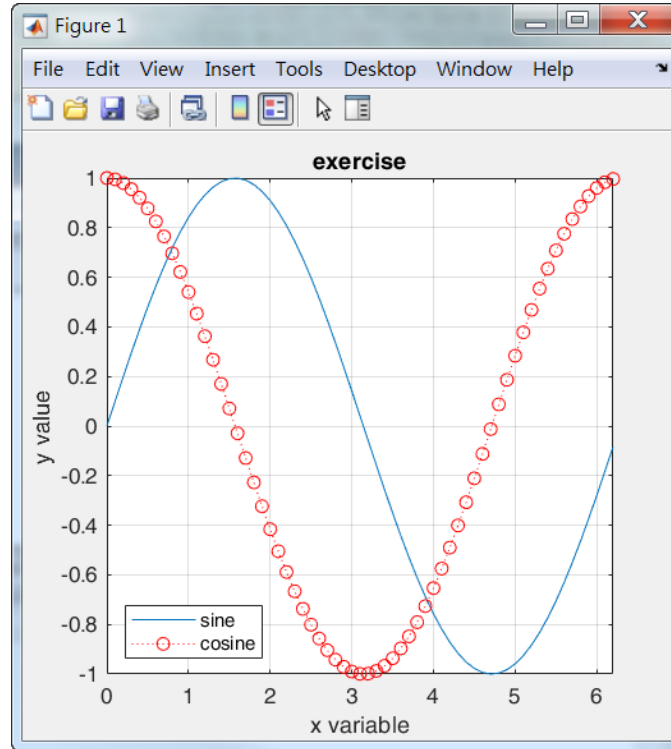 Figure 1
File Edit View Insert Tools Desktop Window Help
exercise
1
0.8
0.6
0.4
0.2
0
-0.2
-0.4
-0.6
-0.8
-1
y value
sine
cosine
0 1 2 3 4 5 6
x variable